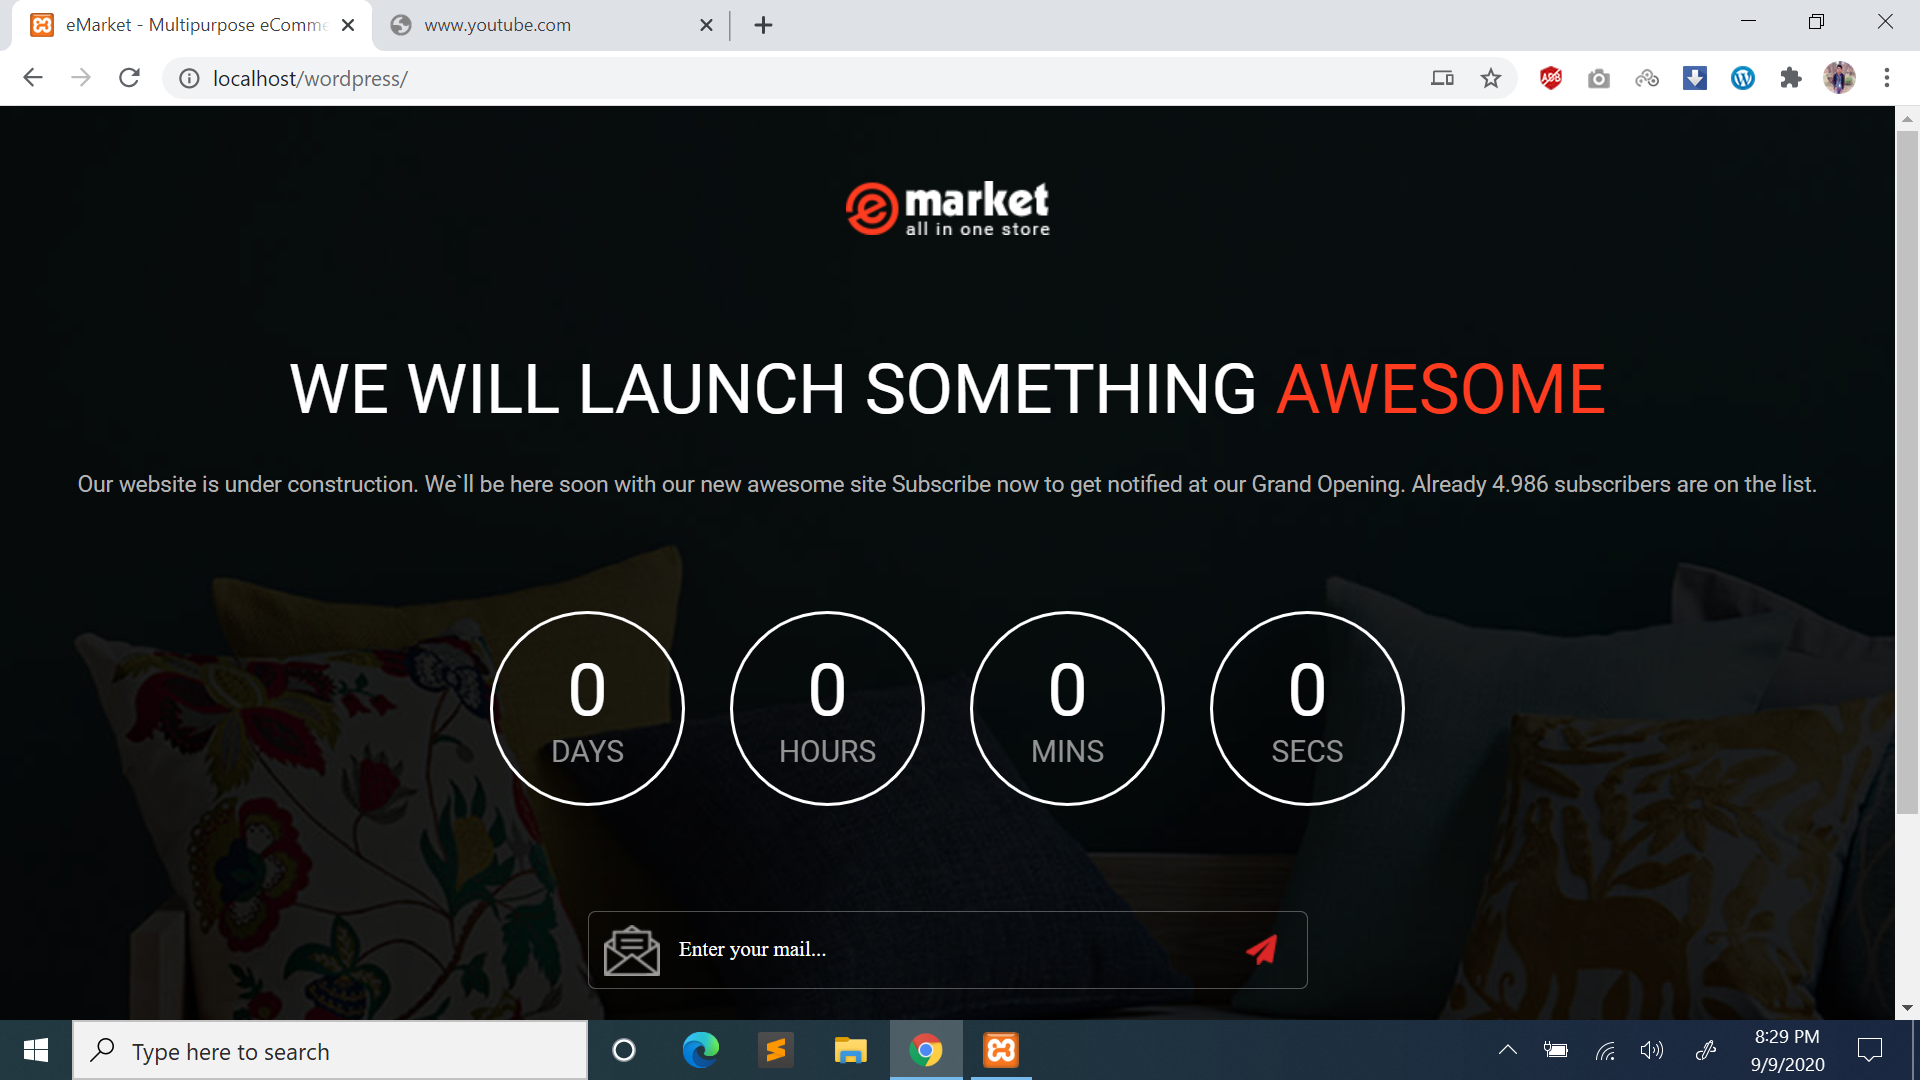 eMarket - Multipurpose eComme
www.youtube.com
localhost/wordpress/
ABP
market
all in one store
WE WILL LAUNCH SOMETHING AWESOME
Our website is under construction. We`ll be here soon with our new awesome site Subscribe now to get notified at our Grand Opening. Already 4.986 subscribers are on the list.
0 0 0 0
DAYS HOURS MINS SECS
Enter your mail...
Type here to search
8:29 PM
9/9/2020